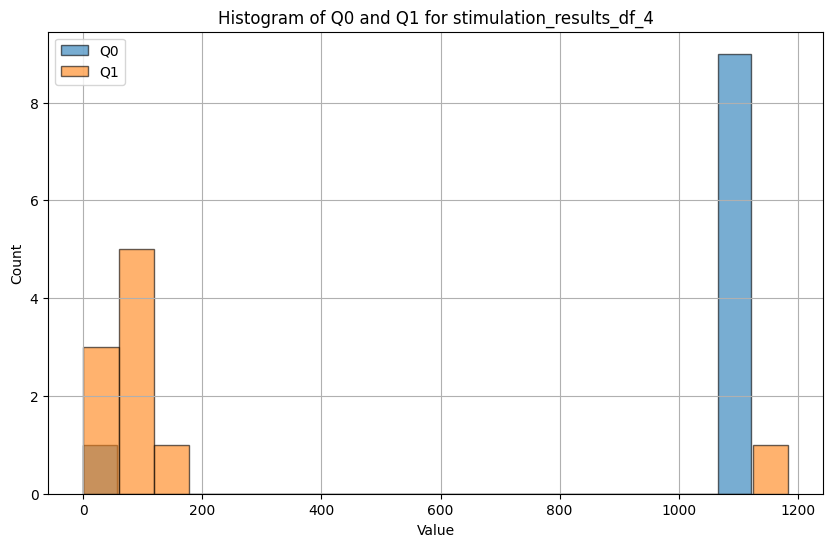 Histogram of Q0 and Q1 for stimulation_results_df_4
Q0
Q1
8
6
4
2
0
Count
0 200 400 600 800 1000 1200
Value